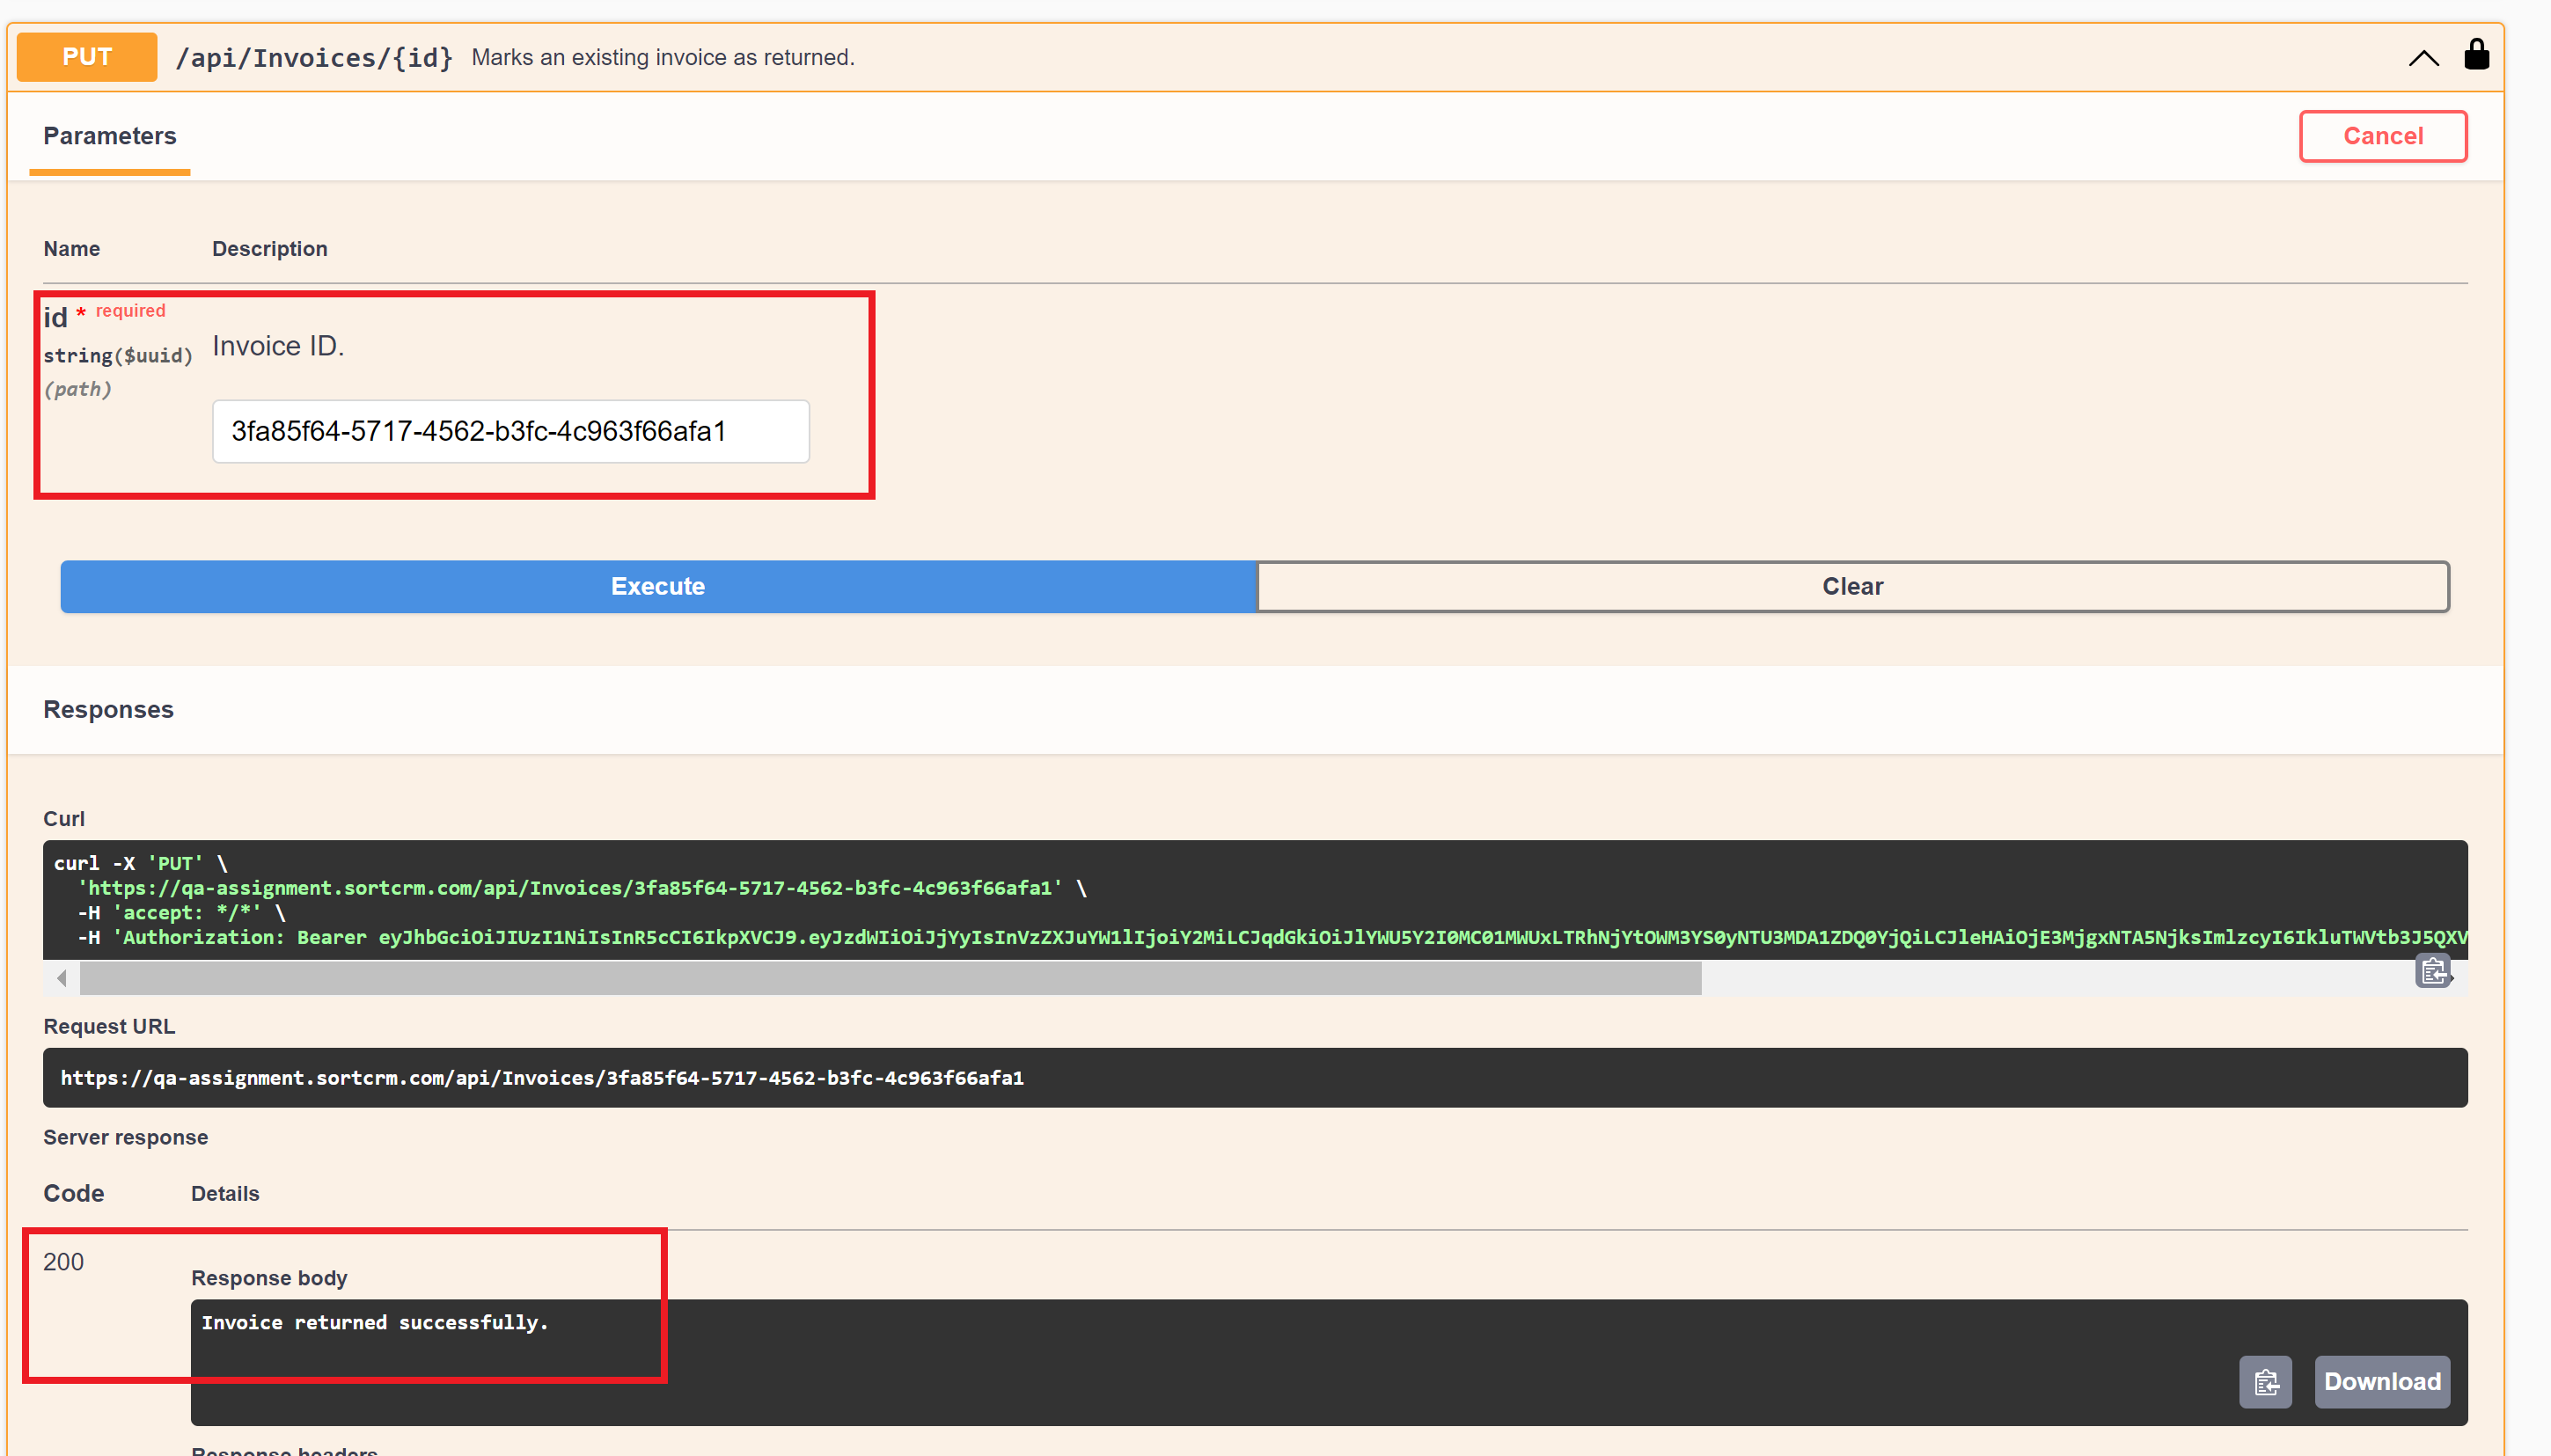 PUT /api/Invoices/{id} Marks an existing invoice as returned.
Parameters
Cancel
Name Description
id * required
string($uuid)
(path)
Invoice ID.
3fa85f64-5717-4562-b3fc-4c963f66afa1
Execute
Clear
Responses
Curl
curl -X 'PUT' \
'https://qa-assignment.sortcrm.com/api/Invoices/3fa85f64-5717-4562-b3fc-4c963f66afa1' \
-H 'accept: */*' \
-H 'Authorization: Bearer eyJhbGciOiJIUzI1NiIsInR5cCI6IkpXVCJ9.eyJzdWIiOiJjYyIsInVzZXJuYW1lIjoiY2MiLCJqdGkiOiJlYWU5Y2I0MC01MWUxLTRhNjYtOWM3YS0yNTU3MDA1ZDQ0YjQiLCJleHAiOjE3MjgxNTA5NjksImlzcyI6IkluTWVtb3J5QXV
Request URL
https://qa-assignment.sortcrm.com/api/Invoices/3fa85f64-5717-4562-b3fc-4c963f66afa1
Server response
Code Details
200
Response body
Invoice returned successfully.
Download
Response headers